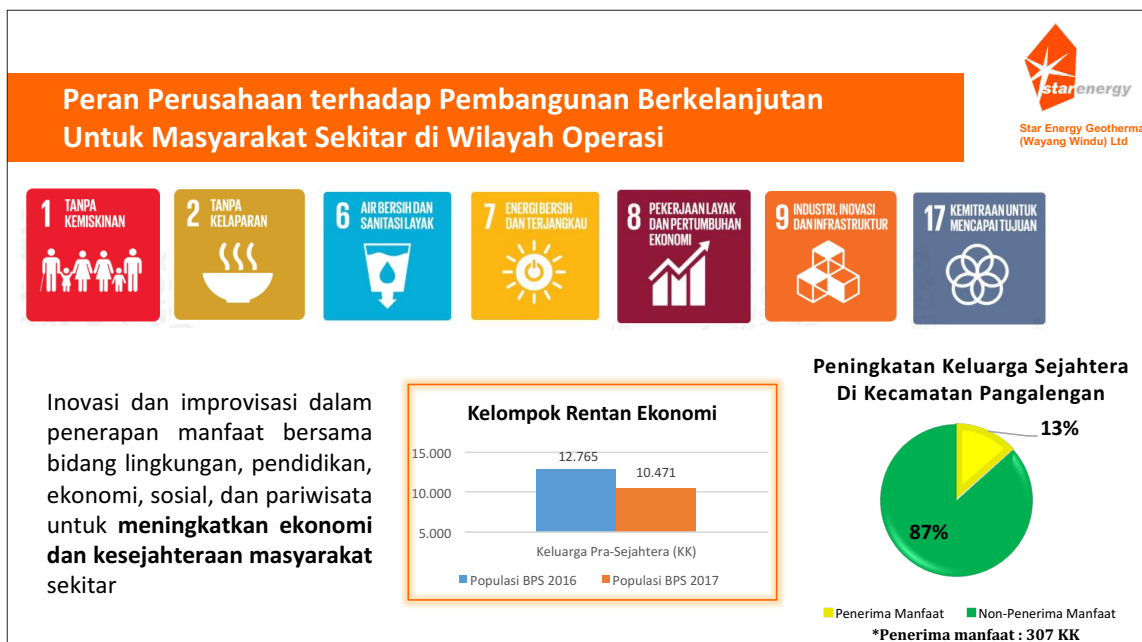 starenergy
Star Energy Geotherma
(Wayang Windu) Ltd
Peran Perusahaan terhadap Pembangunan Berkelanjutan
Untuk Masyarakat Sekitar di Wilayah Operasi
1 TANPA
KEMISKINAN
2 TANPA
KELAPARAN
6 AIR BERSIH DAN
SANITASI LAYAK
7 ENERGI BERSIH
DAN TERJANGKAU
8 PEKERJAAN LAYAK
DAN PERTUMBUHAN
EKONOMI
9 INDUSTRI, INOVASI
DAN INFRASTRUKTUR
17 KEMITRAAN UNTUK
MENCAPAI TUJUAN
Inovasi dan improvisasi dalam
penerapan manfaat bersama
bidang lingkungan, pendidikan,
ekonomi, sosial, dan pariwisata
untuk meningkatkan ekonomi
dan kesejahteraan masyarakat
sekitar
Kelompok Rentan Ekonomi
15.000
12.765
10.471
10.000
5.000
Keluarga Pra-Sejahtera (KK)
Populasi BPS 2016 Populasi BPS 2017
Peningkatan Keluarga Sejahtera
Di Kecamatan Pangalengan
13%
87%
Penerima Manfaat Non-Penerima Manfaat
*Penerima manfaat : 307 KK